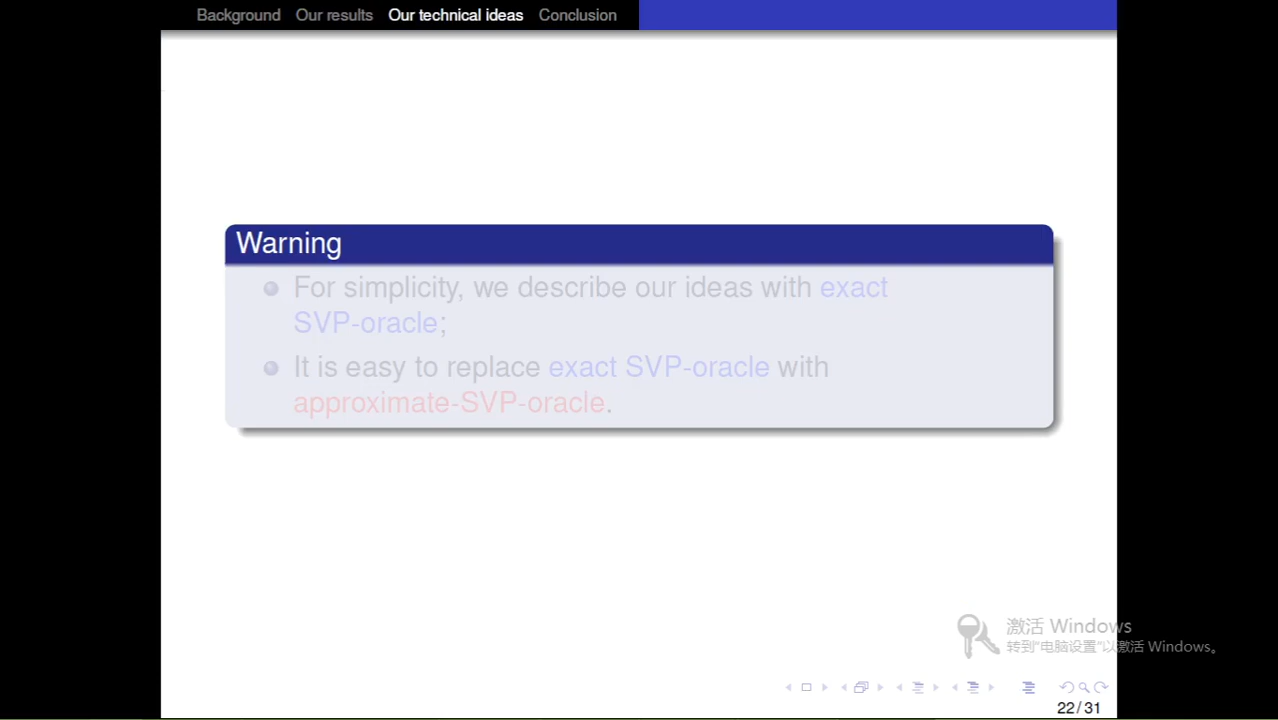 Background Our results Our technical ideas Conclusion
Warning
For simplicity, we describe our ideas with exact
SVP-oracle;
It is easy to replace exact SVP-oracle with
approximate-SVP-oracle.
激活 Windows
转到“电脑设置”以激活 Windows。
22/31